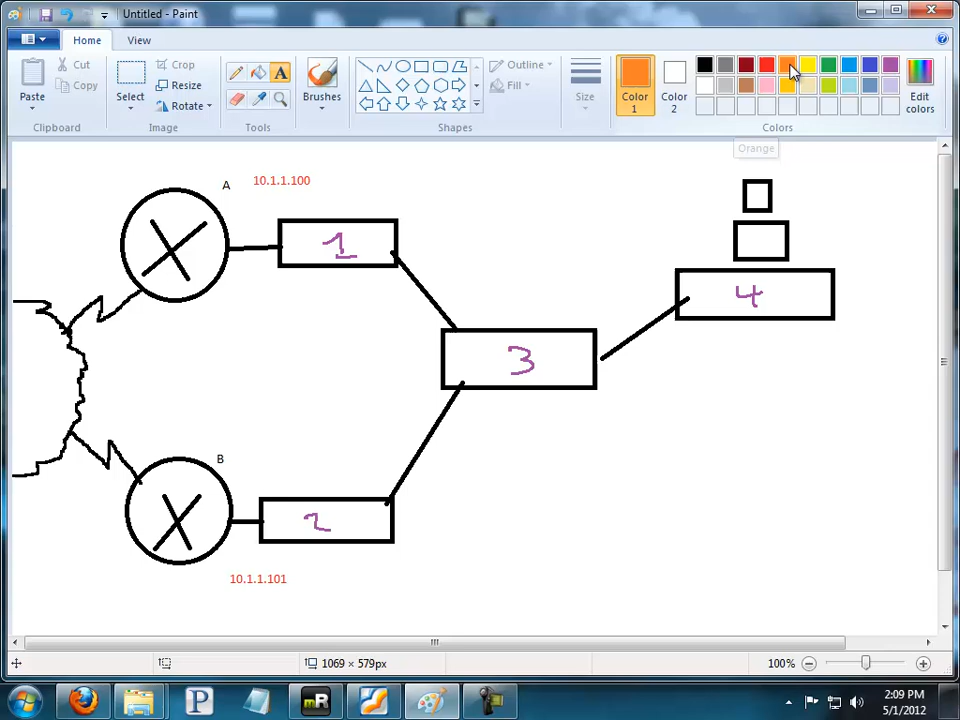 Untitled - Paint
Home
View
Paste
Cut
Copy
Clipboard
Select
Crop
Resize
Rotate
Image
A
Tools
Brushes
Outline
Fill
Shapes
Size
Color 1
Color 2
Edit colors
Colors
Orange
A
10.1.1.100
1
4
3
B
2
10.1.1.101
1069 × 579px
100%
P
mR
2:09 PM
5/1/2012